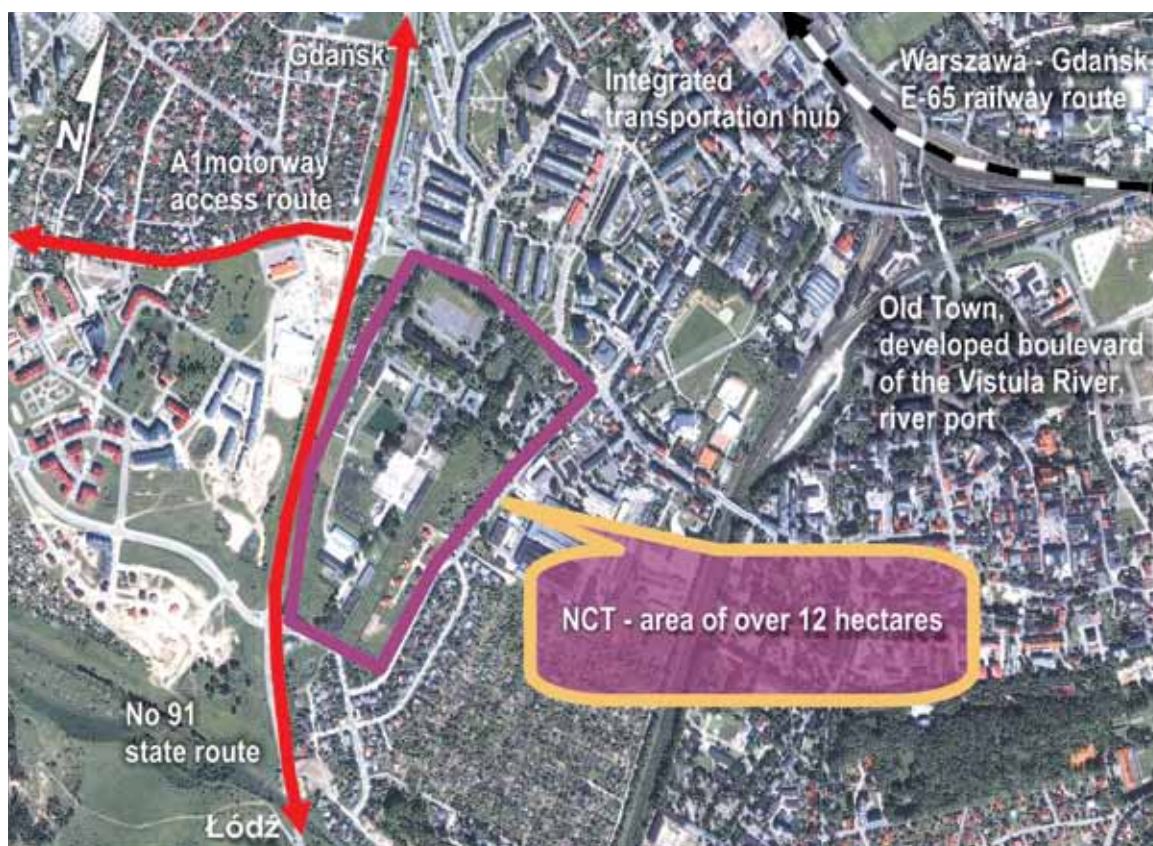 Gdańsk
Integrated
transportation hub
Warszawa - Gdańsk
E-65 railway route
N
A1motorway
access route
Old Town,
developed boulevard
of the Vistula River,
river port
NCT - area of over 12 hectares
No 91
state route
Łódź